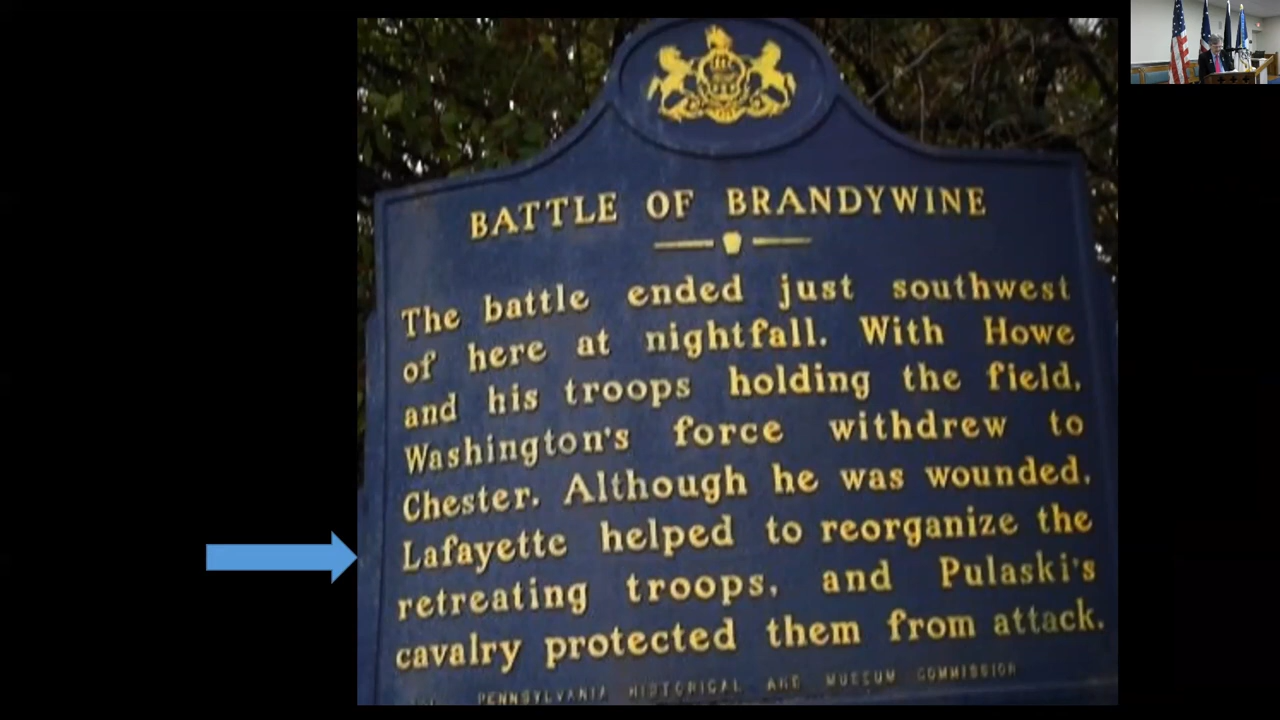 BATTLE OF BRANDYWINE
The battle ended just southwest
of here at nightfall. With Howe
and his troops holding the field,
Washington's force withdrew to
Chester. Although he was wounded,
Lafayette helped to reorganize the
retreating troops, and Pulaski's
cavalry protected them from attack.
PENNSYLVANIA HISTORICAL AND MUSEUM COMMISSION